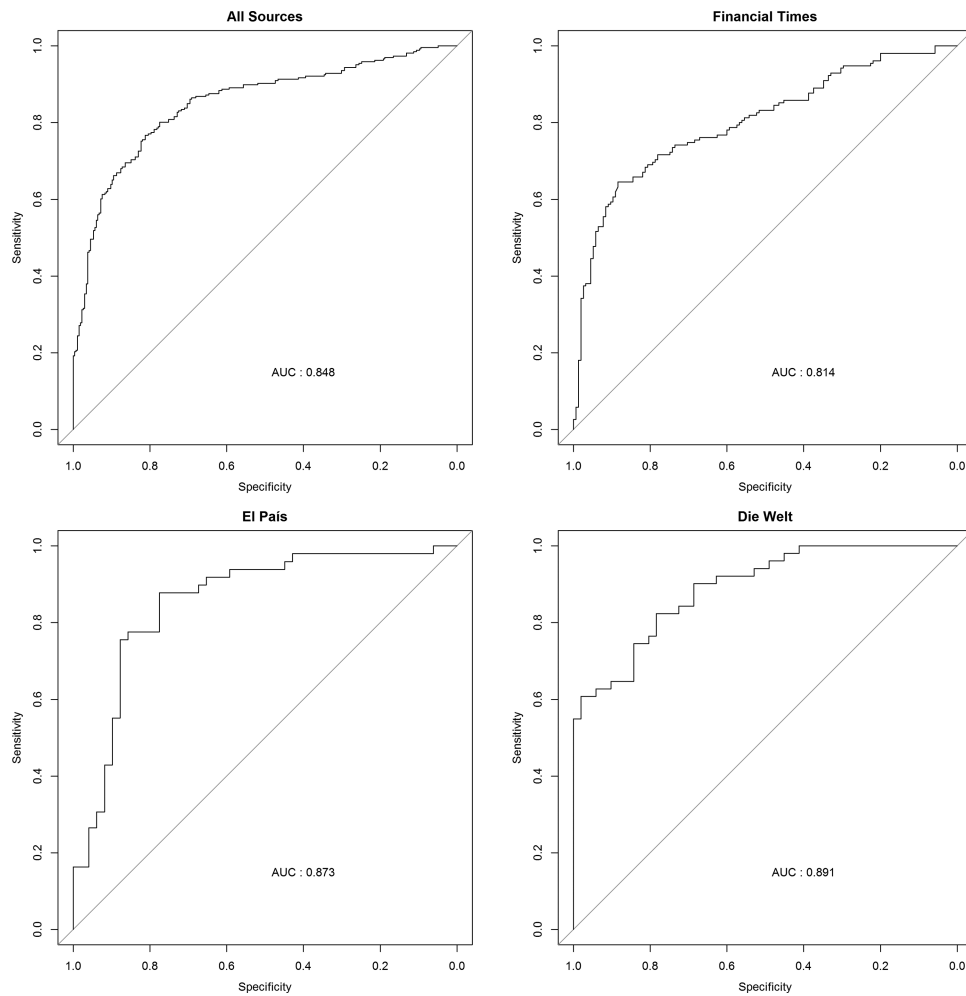 All Sources
1.0
0.8
0.6
0.4
0.2
0.0
Sensitivity
AUC : 0.848
1.0 0.8 0.6 0.4 0.2 0.0
Specificity
Financial Times
1.0
0.8
0.6
0.4
0.2
0.0
Sensitivity
AUC : 0.814
1.0 0.8 0.6 0.4 0.2 0.0
Specificity
El País
1.0
0.8
0.6
0.4
0.2
0.0
Sensitivity
AUC : 0.873
1.0 0.8 0.6 0.4 0.2 0.0
Specificity
Die Welt
1.0
0.8
0.6
0.4
0.2
0.0
Sensitivity
AUC : 0.891
1.0 0.8 0.6 0.4 0.2 0.0
Specificity